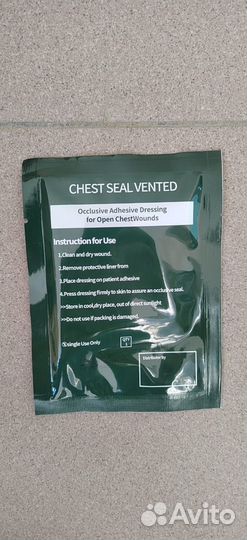 CHEST SEAL VENTED
Occlusive Adhesive Dressing
for Open ChestWounds
Instruction for Use
1.Clean and dry wound.
2.Remove protective liner from
3.Place dressing on patient adhesive
4.Press dressing firmly to skin to assure an occlusive seal.
>>Store in cool,dry place, out of direct sunlight
>>Do not use if packaging is damaged.
single Use Only
QTY
1
Distributor by
Avito